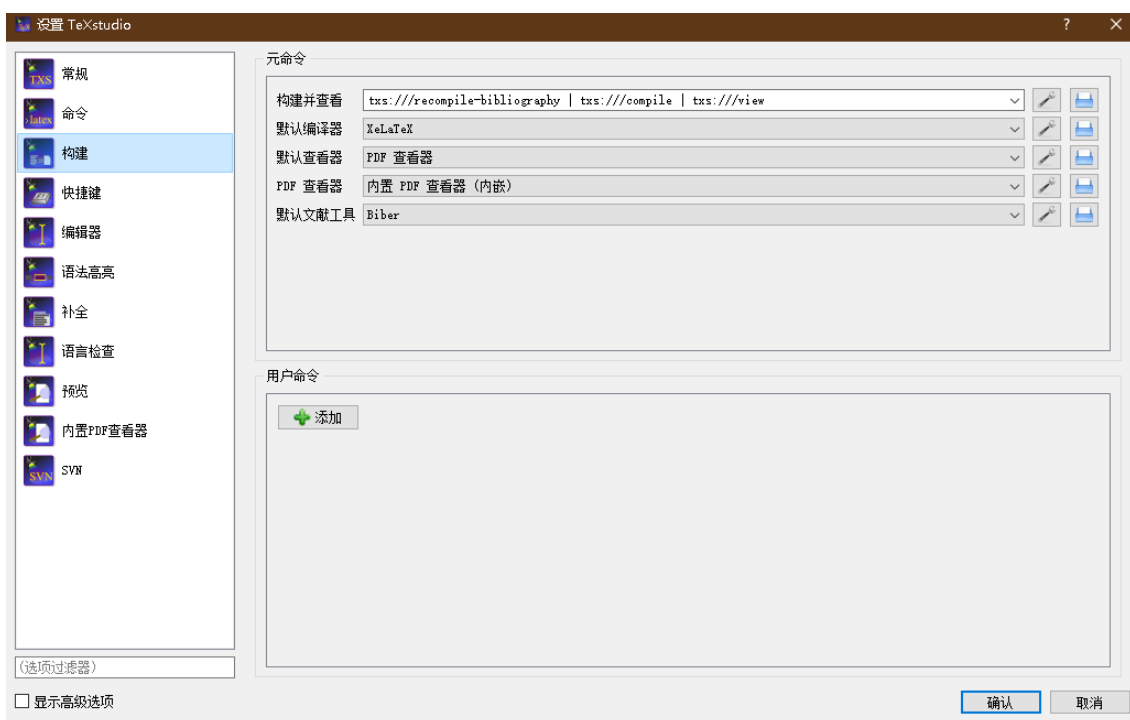 设置 TeXstudio
常规
命令
构建
快捷键
编辑器
语法高亮
补全
语言检查
预览
内置PDF查看器
SVN
(选项过滤器)
显示高级选项
元命令
构建并查看 txs:///recompile-bibliography | txs:///compile | txs:///view
默认编译器 XeLaTeX
默认查看器 PDF 查看器
PDF 查看器 内置 PDF 查看器 (内嵌)
默认文献工具 Biber
用户命令
添加
确认 取消